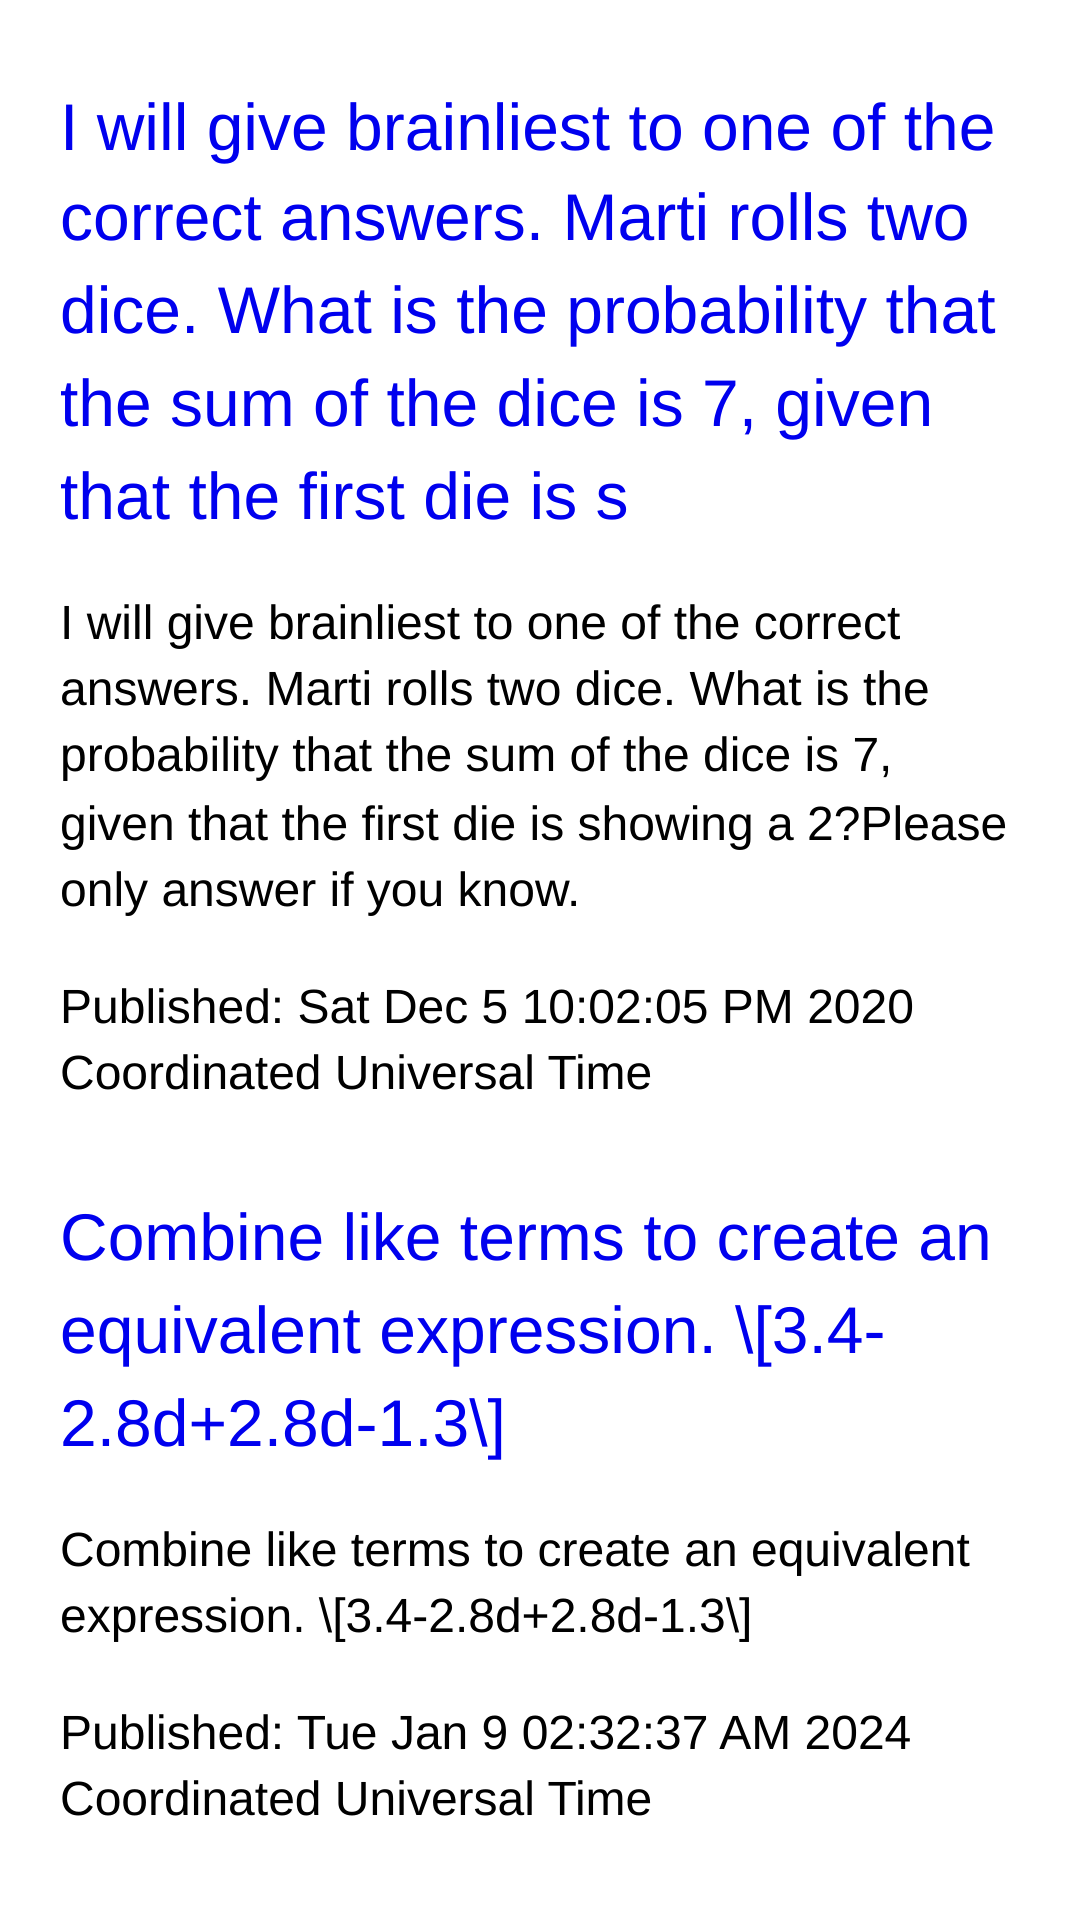 I will give brainliest to one of the
correct answers. Marti rolls two
dice. What is the probability that
the sum of the dice is 7, given
that the first die is s
I will give brainliest to one of the correct
answers. Marti rolls two dice. What is the
probability that the sum of the dice is 7,
given that the first die is showing a 2?Please
only answer if you know.
Published: Sat Dec 5 10:02:05 PM 2020
Coordinated Universal Time
Combine like terms to create an
equivalent expression. \[3.4-
2.8d+2.8d-1.3\]
Combine like terms to create an equivalent
expression. \[3.4-2.8d+2.8d-1.3\]
Published: Tue Jan 9 02:32:37 AM 2024
Coordinated Universal Time